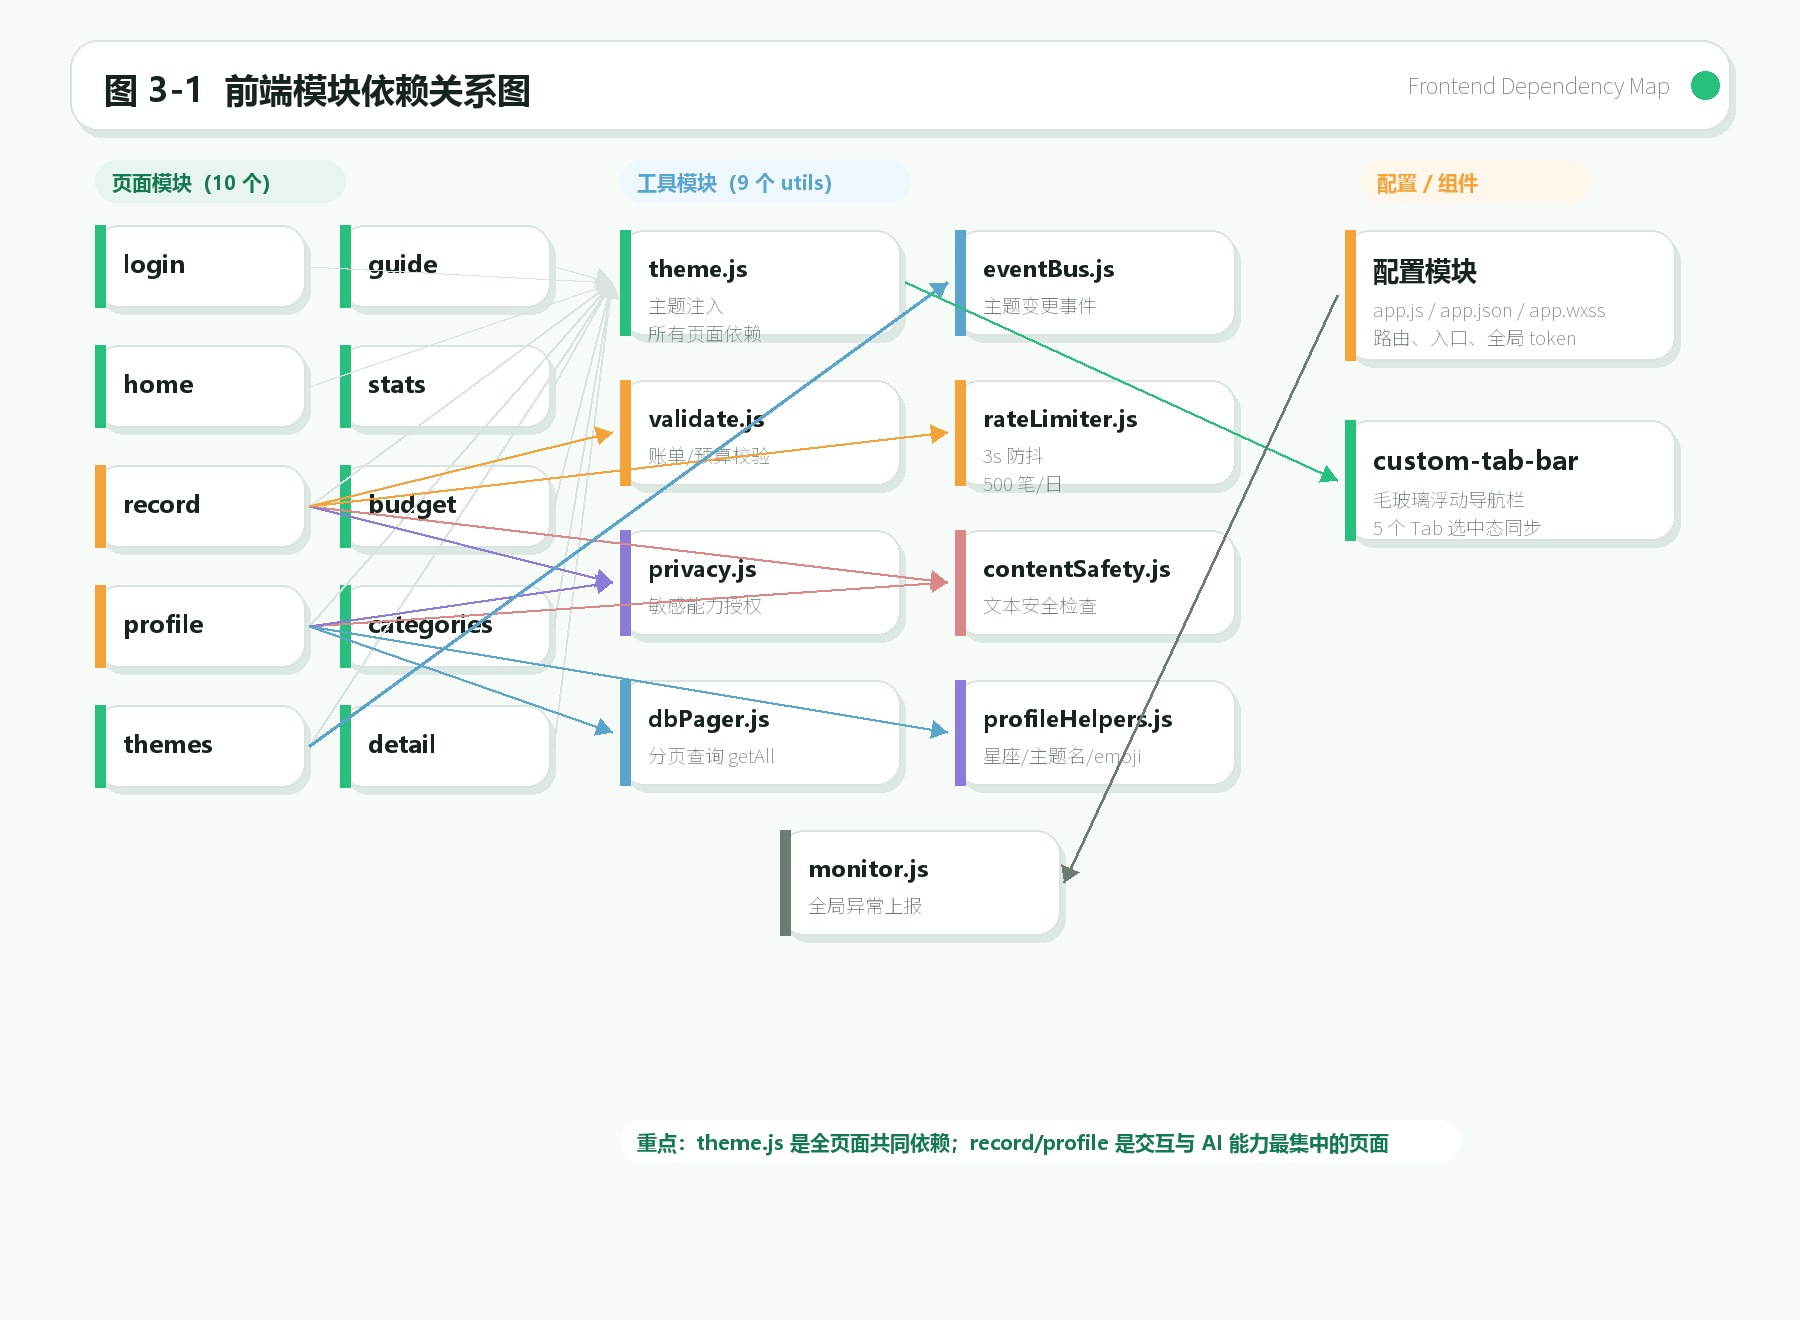 图 3-1 前端模块依赖关系图
Frontend Dependency Map
页面模块 (10 个)
工具模块 (9 个 utils)
配置 / 组件
login
guide
home
stats
record
budget
profile
categories
themes
detail
theme.js
主题注入
所有页面依赖
eventBus.js
主题变更事件
validate.js
账单/预算校验
rateLimiter.js
3s 防抖
500 笔/日
privacy.js
敏感能力授权
contentSafety.js
文本安全检查
dbPager.js
分页查询 getAll
profileHelpers.js
星座/主题名/emoji
monitor.js
全局异常上报
配置模块
app.js / app.json / app.wxss
路由、入口、全局 token
custom-tab-bar
毛玻璃浮动导航栏
5 个 Tab 选中态同步
重点：theme.js 是全页面共同依赖；record/profile 是交互与 AI 能力最集中的页面